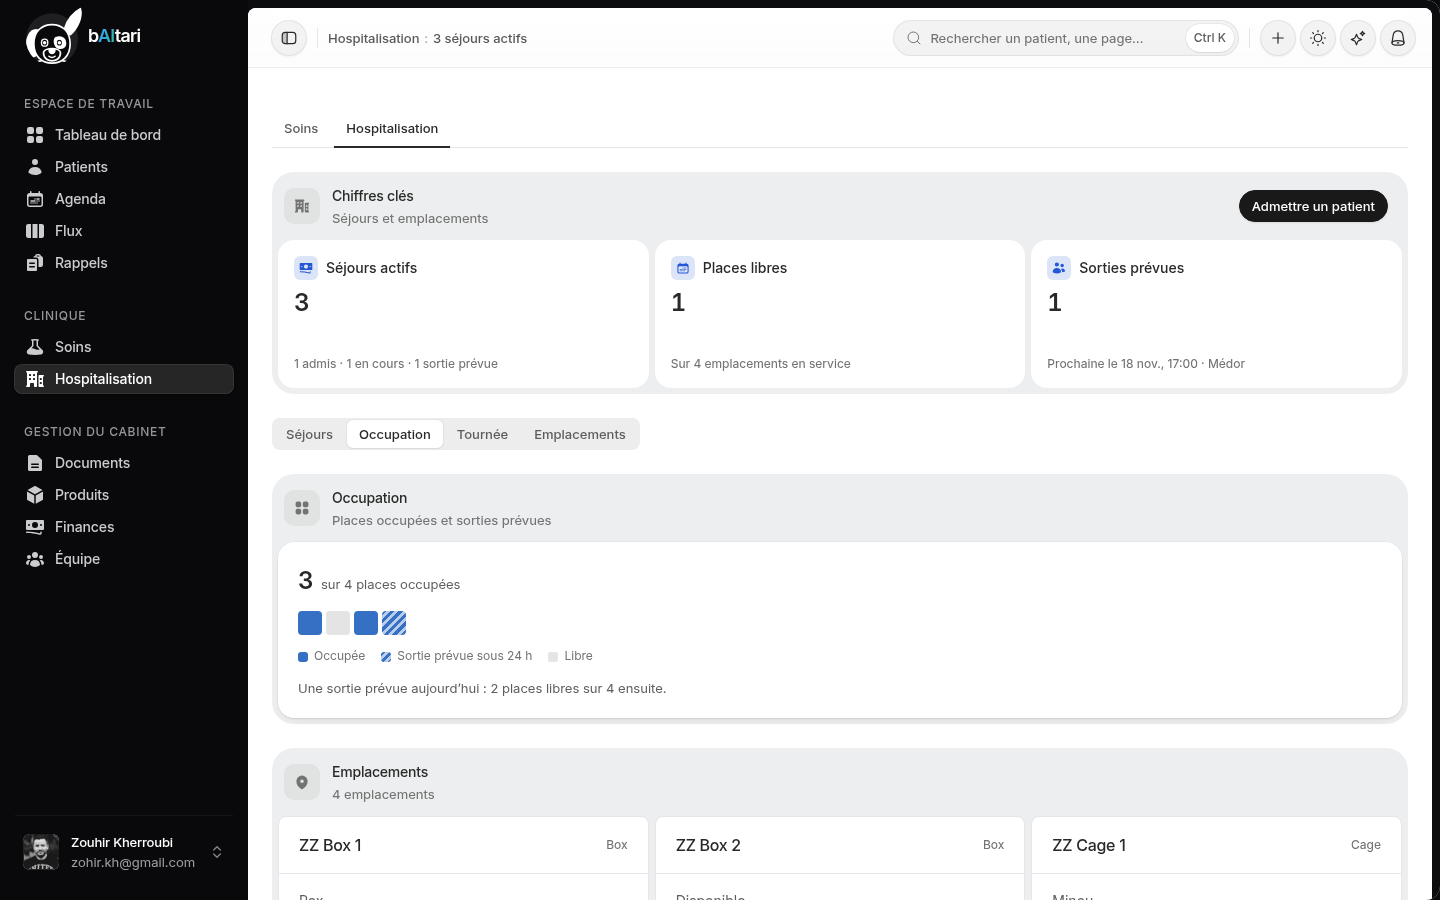 bAItari
Hospitalisation : 3 séjours actifs
Rechercher un patient, une page...
Ctrl K
ESPACE DE TRAVAIL
Tableau de bord
Patients
Agenda
Flux
Rappels
CLINIQUE
Soins
Hospitalisation
GESTION DU CABINET
Documents
Produits
Finances
Équipe
Zouhir Kherroubi
zohir.kh@gmail.com
Soins
Hospitalisation
Chiffres clés
Séjours et emplacements
Admettre un patient
Séjours actifs
3
1 admis · 1 en cours · 1 sortie prévue
Places libres
1
Sur 4 emplacements en service
Sorties prévues
1
Prochaine le 18 nov., 17:00 · Médor
Séjours
Occupation
Tournée
Emplacements
Occupation
Places occupées et sorties prévues
3 sur 4 places occupées
Occupée
Sortie prévue sous 24 h
Libre
Une sortie prévue aujourd’hui : 2 places libres sur 4 ensuite.
Emplacements
4 emplacements
ZZ Box 1
Box
ZZ Box 2
Box
ZZ Cage 1
Cage
Disponible
Minou